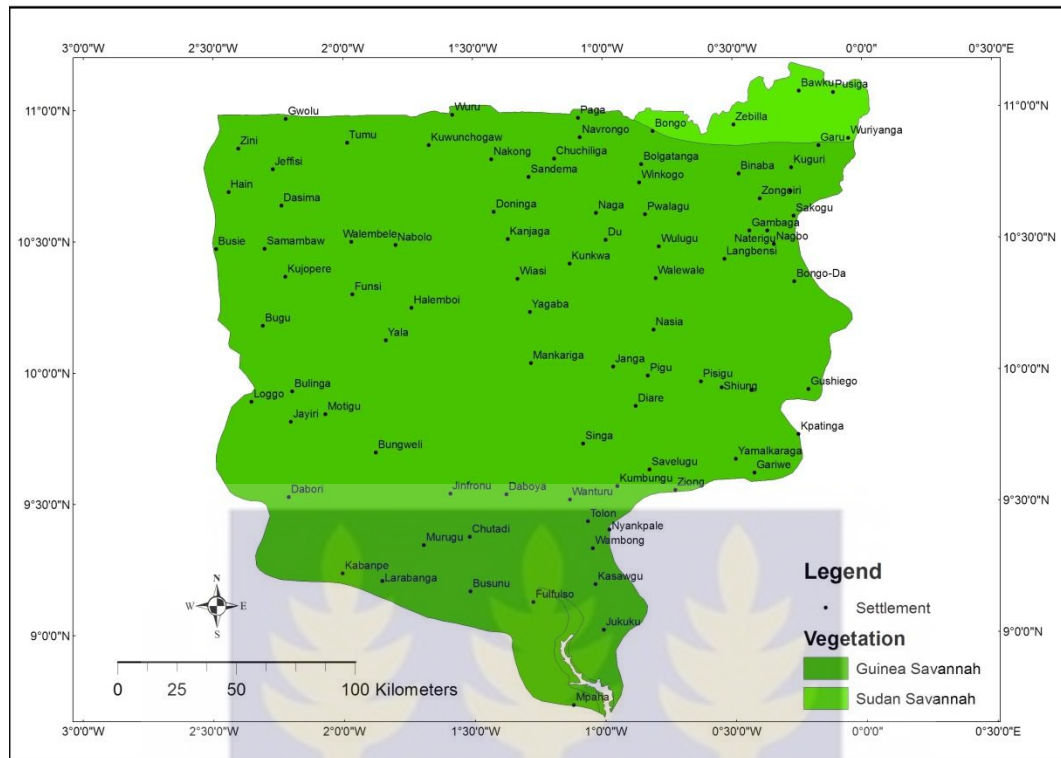 3°0'0"W 2°30'0"W 2°0'0"W 1°30'0"W 1°0'0"W 0°30'0"W 0°0'0" 0°30'0"E
Bawku Pusiga
11°0'0"N Gwolu Wuru Paga Bongo Zebilla 11°0'0"N
Zini Tumu Kuwunchogaw Navrongo Garu Wuriyanga
Jeffisi Nakong Chuchiliga Bolgatanga Binaba Kuguri
Hain Sandema Winkogo
Dasima Doninga Naga Pwalagu Zongoiri Sakogu
10°30'0"N Busie Samambaw Walembele Nabolo Kanjaga Du Wulugu Gambaga 10°30'0"N
Naterigu Nagbo
Kujopere Kunkwa Langbensi
Funsi Wiasi Walewale Bongo-Da
Halemboi
Bugu Yala Yagaba Nasia
10°0'0"N Mankariga Janga Pigu Pisigu 10°0'0"N
Loggo Bulinga Shiung Gushiego
Jayiri Motigu Diare
Bungweli Singa Kpatinga
Savelugu Yamalkaraga
Gariwe
9°30'0"N Dabori Jinfronu Daboya Wanturu Kumbungu Ziong 9°30'0"N
Tolon
Murugu Chutadi Nyankpale
Wambong
Kabanpe Larabanga Busunu Kasawgu
Fulfulso
9°0'0"N Jukuku 9°0'0"N
Mpaha
N
W E
S
0 25 50 100 Kilometers
Legend
Settlement
Vegetation
Guinea Savannah
Sudan Savannah
3°0'0"W 2°30'0"W 2°0'0"W 1°30'0"W 1°0'0"W 0°30'0"W 0°0'0" 0°30'0"E